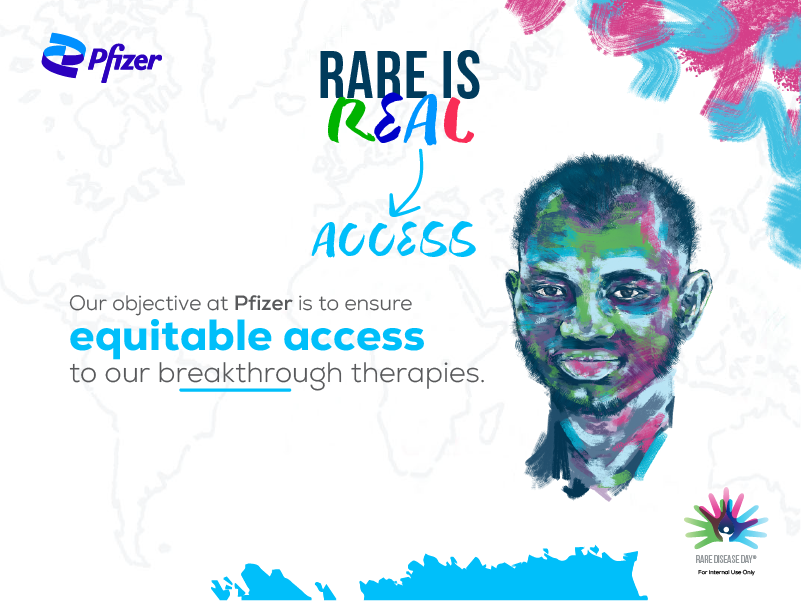 Pfizer
RARE IS
REAL
ACCESS
Our objective at Pfizer is to ensure
equitable access
to our breakthrough therapies.
RARE DISEASE DAY®
For Internal Use Only